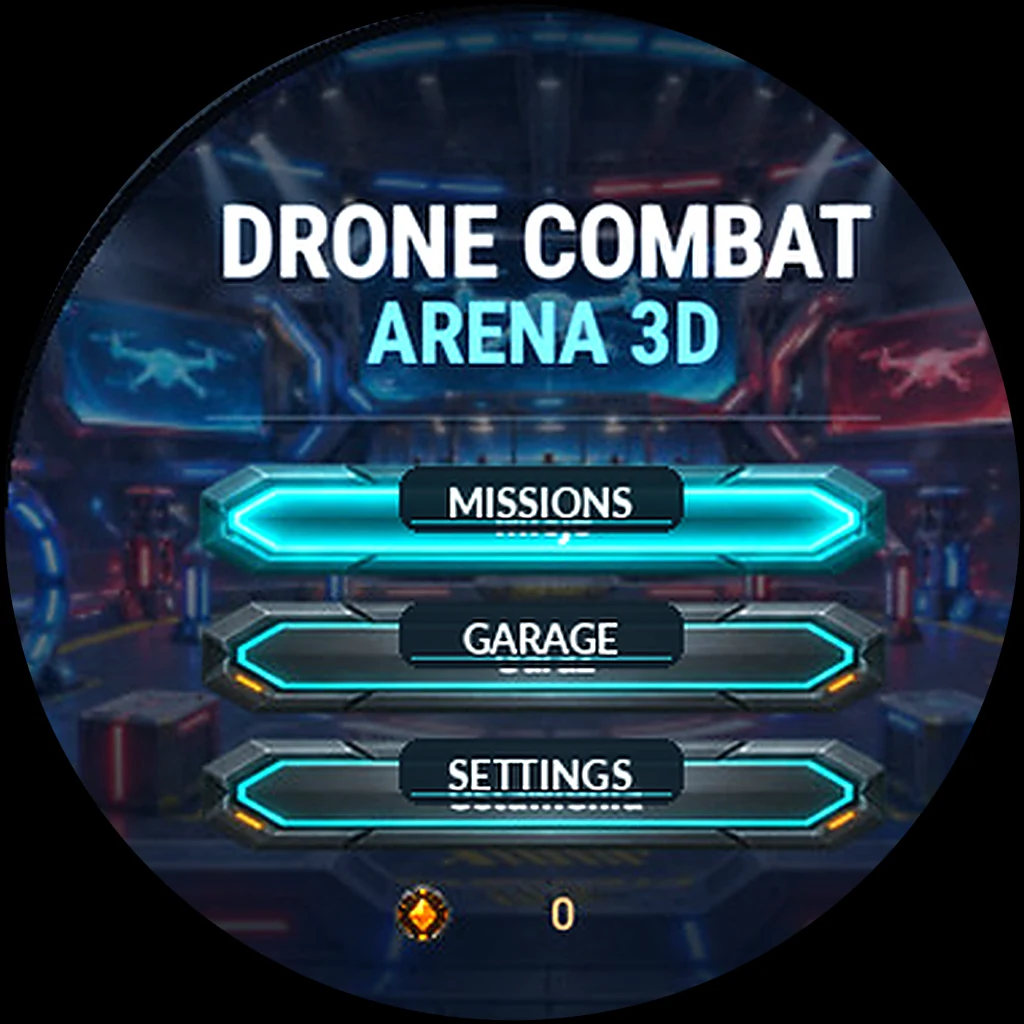 DRONE COMBAT
ARENA 3D
MISSIONS
GARAGE
SETTINGS
0